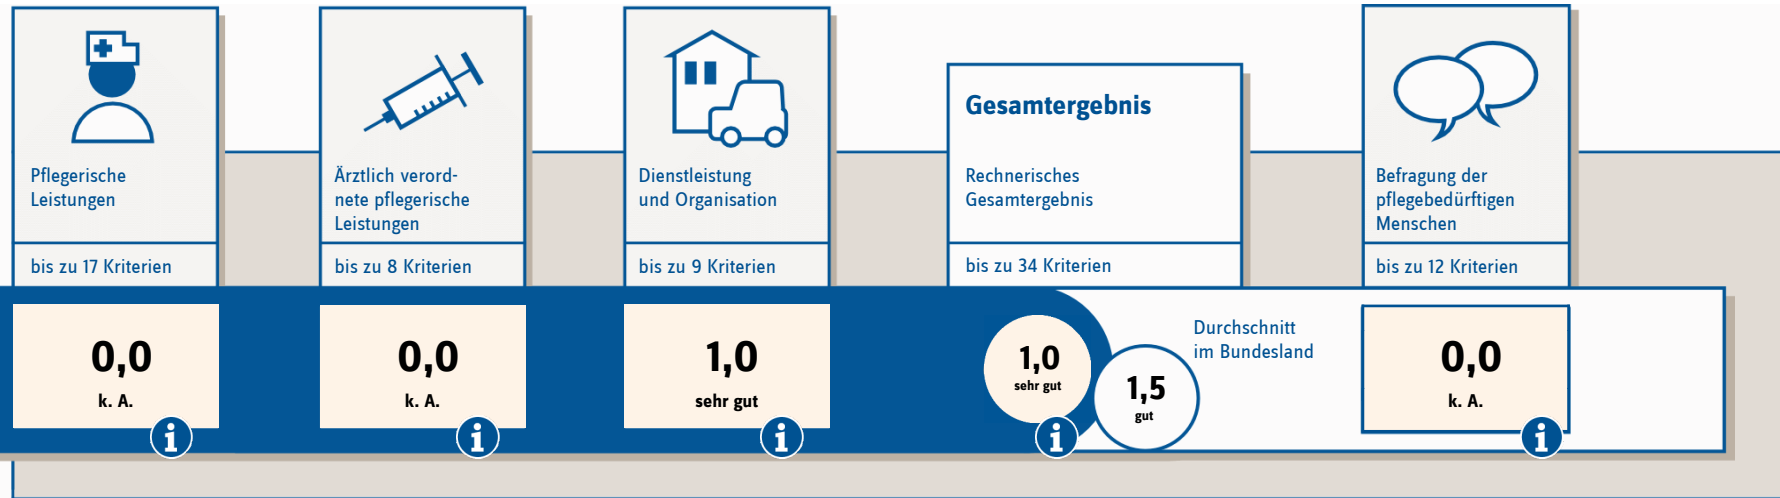 Pflegerische
Leistungen
bis zu 17 Kriterien
0,0
k. A.
Ärztlich verord-
nete pflegerische
Leistungen
bis zu 8 Kriterien
0,0
k. A.
Dienstleistung
und Organisation
bis zu 9 Kriterien
1,0
sehr gut
Gesamtergebnis
Rechnerisches
Gesamtergebnis
bis zu 34 Kriterien
1,0
sehr gut
1,5
gut
Durchschnitt
im Bundesland
Befragung der
pflegebedürftigen
Menschen
bis zu 12 Kriterien
0,0
k. A.
i
i
i
i
i